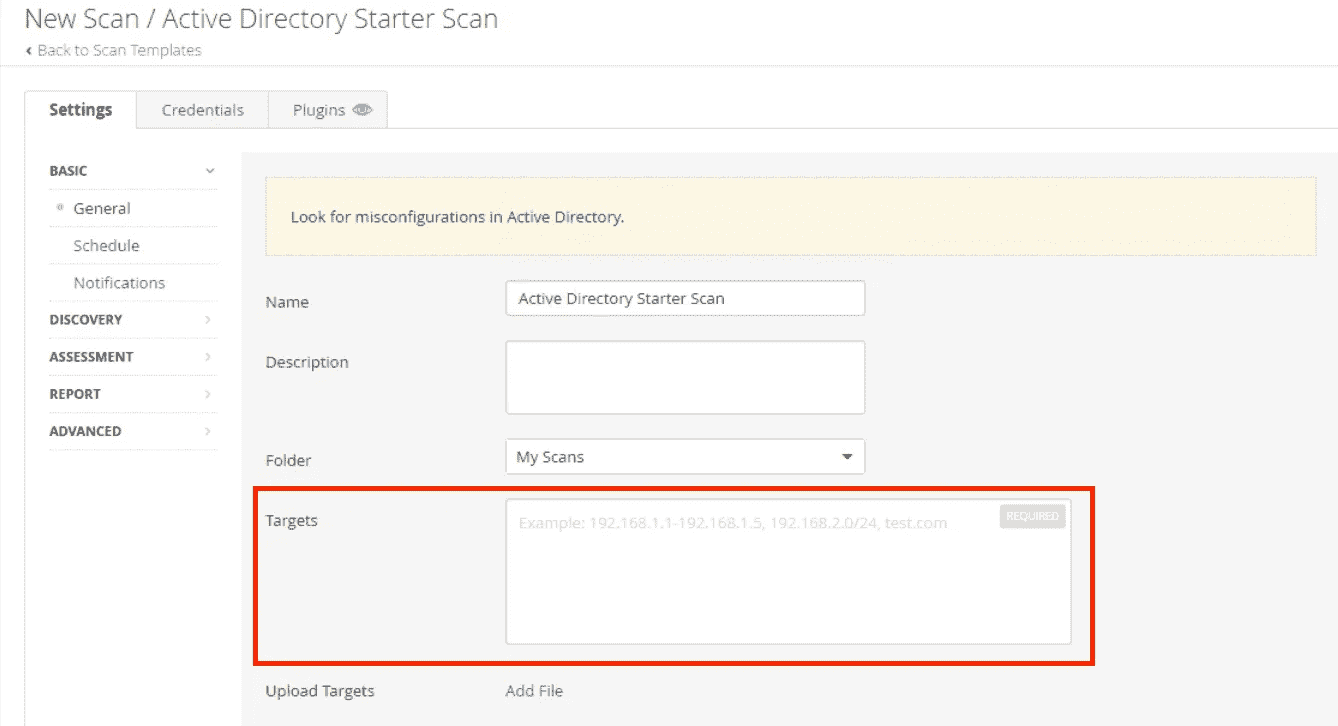 New Scan / Active Directory Starter Scan
‹ Back to Scan Templates
Settings Credentials Plugins
BASIC
General
Schedule
Notifications
DISCOVERY
ASSESSMENT
REPORT
ADVANCED
Look for misconfigurations in Active Directory.
Name Active Directory Starter Scan
Description
Folder My Scans
Targets Example: 192.168.1.1-192.168.1.5, 192.168.2.0/24, test.com REQUIRED
Upload Targets Add File